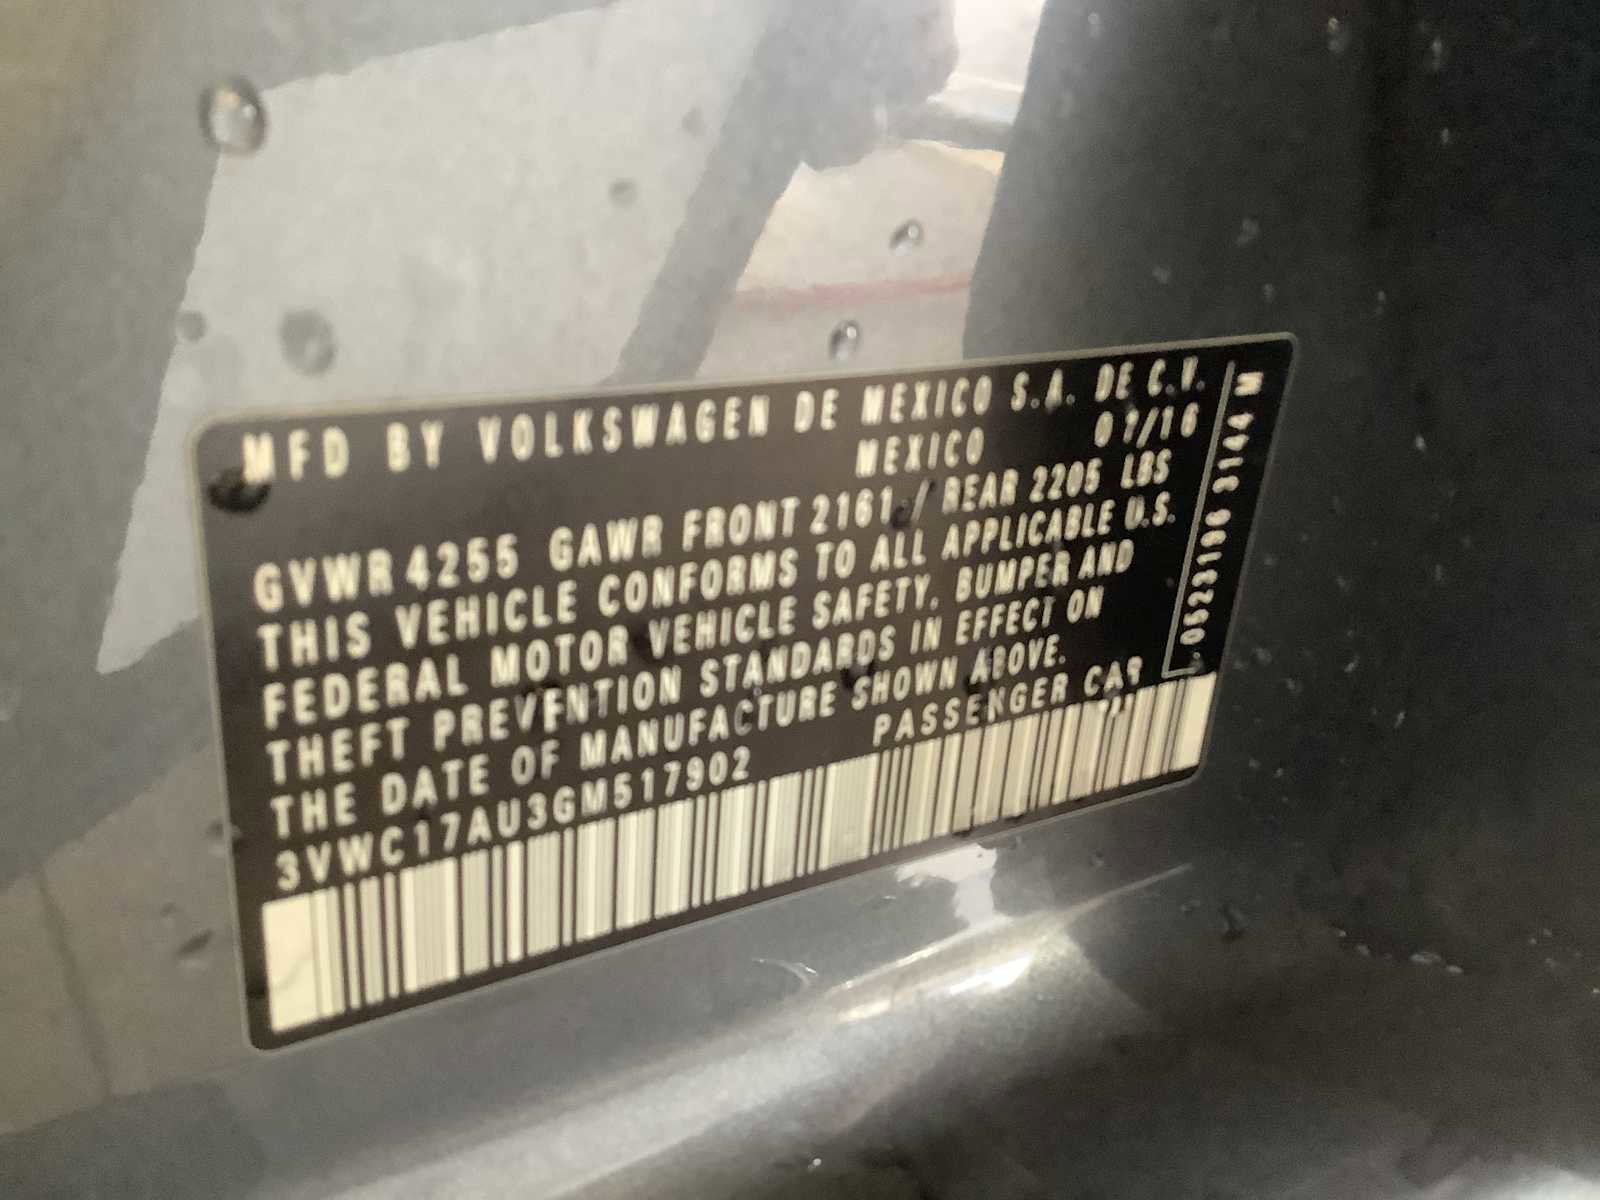 MFD BY VOLKSWAGEN DE MEXICO S.A. DE C.V.
MEXICO 07/16
GVWR 4255 GAWR FRONT 2161 / REAR 2205 LBS
THIS VEHICLE CONFORMS TO ALL APPLICABLE U.S.
FEDERAL MOTOR VEHICLE SAFETY, BUMPER AND
THEFT PREVENTION STANDARDS IN EFFECT ON
THE DATE OF MANUFACTURE SHOWN ABOVE.
3VWC17AU3GM517902 PASSENGER CAR
0523196 3144 M